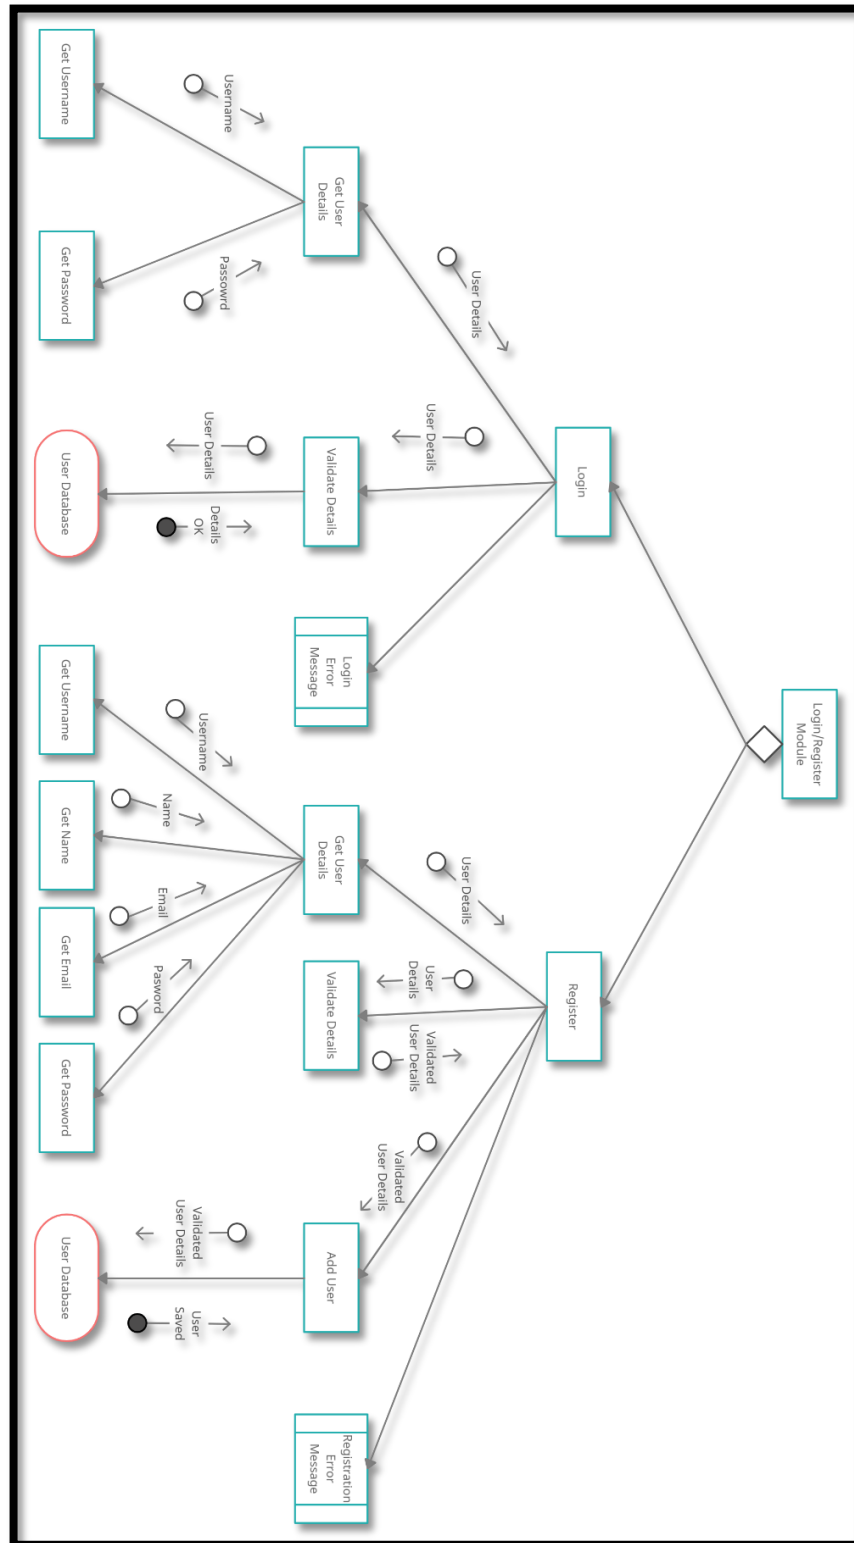 Login/Register
Module
Login
Register
User Details
User Details
User Details
User
Details
Validated
User Details
Validated
User Details
Get User
Details
Validate Details
Login
Error
Message
Get User
Details
Validate Details
Add User
Registration
Error
Message
Username
Passowrd
User Details
Details
OK
Username
Name
Email
Pasword
Validated
User Details
User
Saved
Get Username
Get Password
User Database
Get Username
Get Name
Get Email
Get Password
User Database